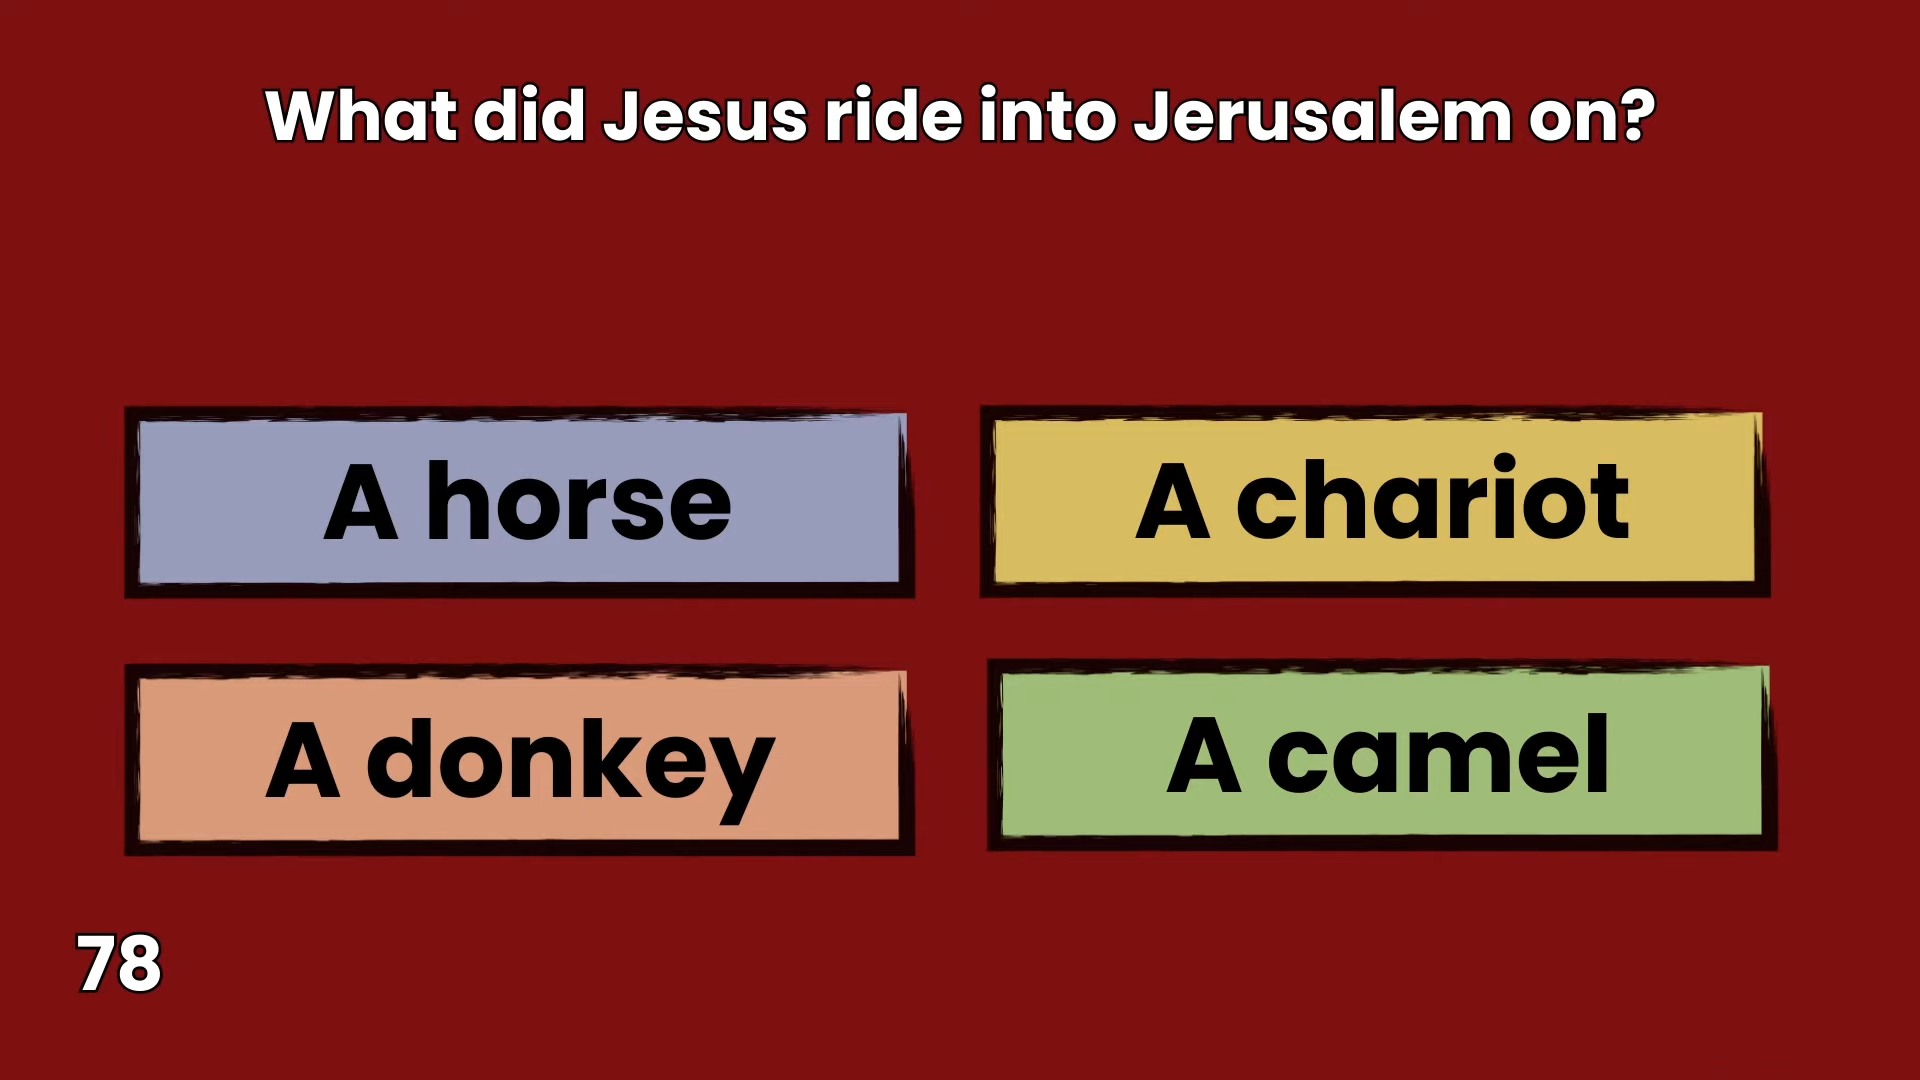 What did Jesus ride into Jerusalem on?
A horse
A chariot
A donkey
A camel
78